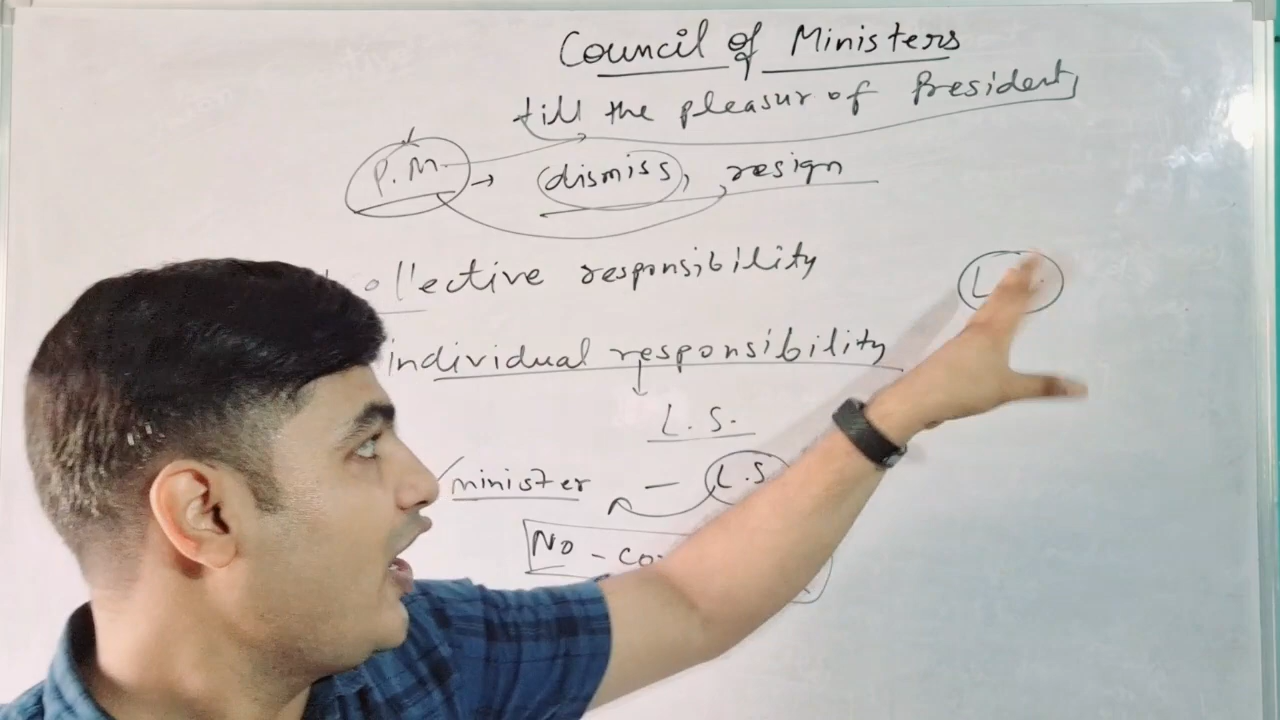 Council of Ministers
till the pleasur of President
P.M. → dismiss, resign
ollective responsibility
individual responsibility
L.S.
minister — L.S
No-co